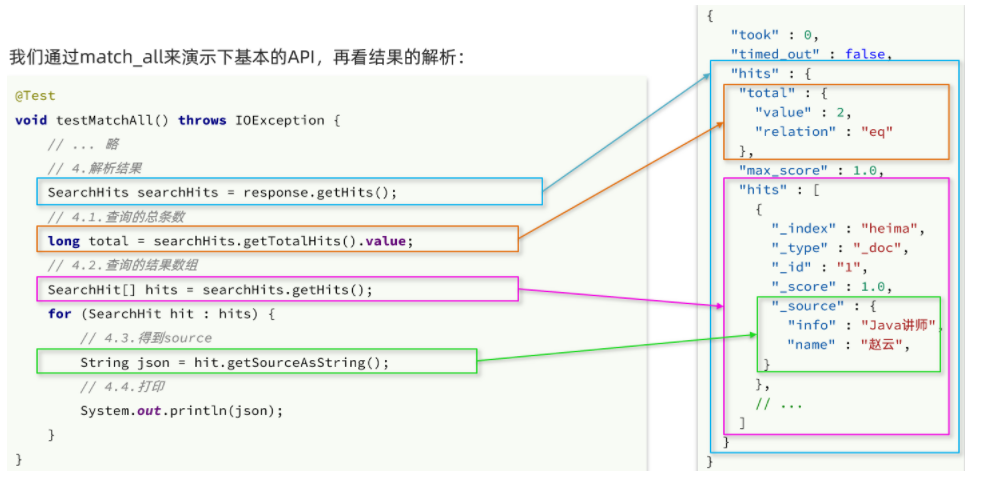 我们通过match_all来演示下基本的API，再看结果的解析：
@Test
void testMatchAll() throws IOException {
// ... 略
// 4.解析结果
SearchHits searchHits = response.getHits();
// 4.1.查询的总条数
long total = searchHits.getTotalHits().value;
// 4.2.查询的结果数组
SearchHit[] hits = searchHits.getHits();
for (SearchHit hit : hits) {
// 4.3.得到source
String json = hit.getSourceAsString();
// 4.4.打印
System.out.println(json);
}
}
{
"took" : 0,
"timed_out" : false,
"hits" : {
"total" : {
"value" : 2,
"relation" : "eq"
},
"max_score" : 1.0,
"hits" : [
{
"_index" : "heima",
"_type" : "_doc",
"_id" : "1",
"_score" : 1.0,
"_source" : {
"info" : "Java讲师",
"name" : "赵云",
}
},
// ...
]
}
}